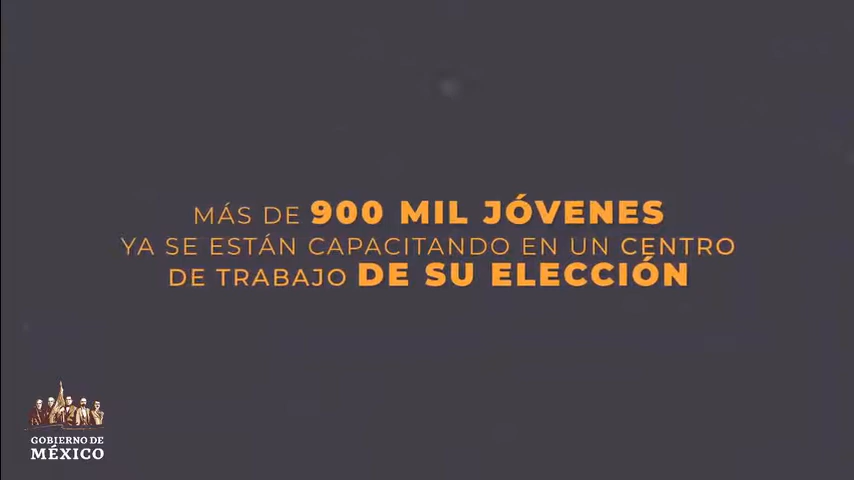 MÁS DE 900 MIL JÓVENES
YA SE ESTÁN CAPACITANDO EN UN CENTRO
DE TRABAJO DE SU ELECCIÓN
GOBIERNO DE
MÉXICO